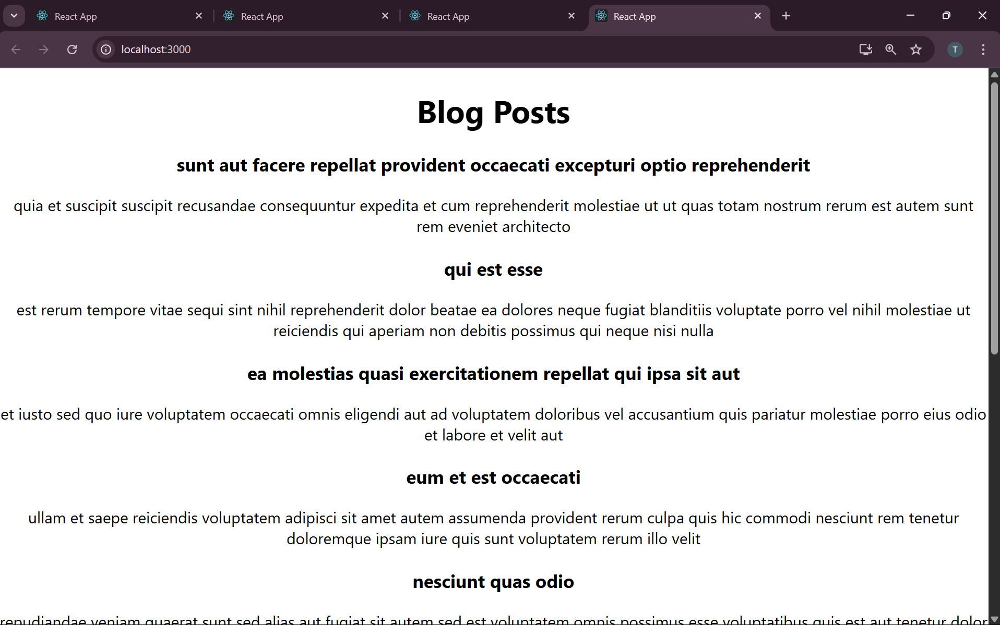 React App
React App
React App
React App
localhost:3000
T
Blog Posts
sunt aut facere repellat provident occaecati excepturi optio reprehenderit
quia et suscipit suscipit recusandae consequuntur expedita et cum reprehenderit molestiae ut ut quas totam nostrum rerum est autem sunt
rem eveniet architecto
qui est esse
est rerum tempore vitae sequi sint nihil reprehenderit dolor beatae ea dolores neque fugiat blanditiis voluptate porro vel nihil molestiae ut
reiciendis qui aperiam non debitis possimus qui neque nisi nulla
ea molestias quasi exercitationem repellat qui ipsa sit aut
et iusto sed quo iure voluptatem occaecati omnis eligendi aut ad voluptatem doloribus vel accusantium quis pariatur molestiae porro eius odio
et labore et velit aut
eum et est occaecati
ullam et saepe reiciendis voluptatem adipisci sit amet autem assumenda provident rerum culpa quis hic commodi nesciunt rem tenetur
doloremque ipsam iure quis sunt voluptatem rerum illo velit
nesciunt quas odio
repudiandae veniam quaerat sunt sed alias aut fugiat sit autem sed est voluptatem omnis possimus esse voluptatibus quis est aut tenetur dolor